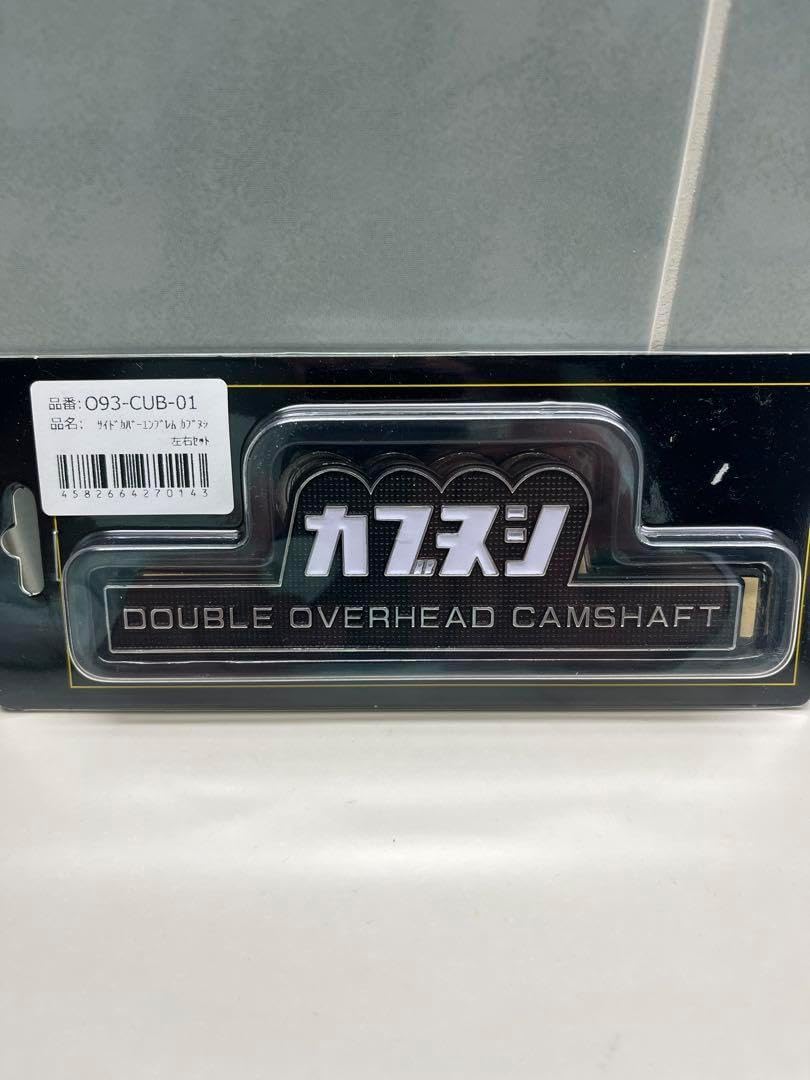 品番:O93-CUB-01
品名: ｻｲﾄﾞｶﾊﾞｰｴﾝﾌﾞﾚﾑ ｶﾌﾞﾇｼ
左右ｾｯﾄ
4582664270143
カブヌシ
DOUBLE OVERHEAD CAMSHAFT